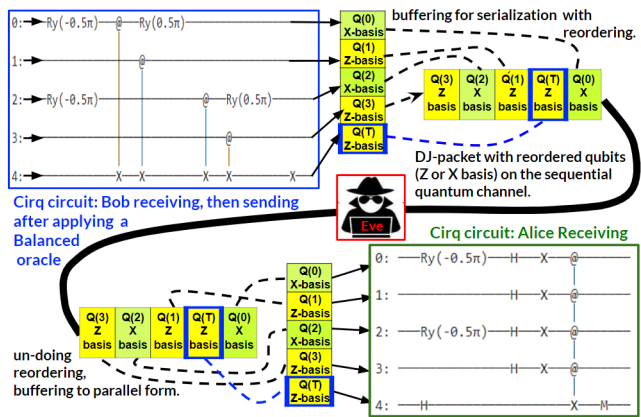 0: Ry(-0.5π) @ Ry(0.5π)
1: @
2: Ry(-0.5π) @ Ry(0.5π)
3: @
4: X X X X X
Cirq circuit: Bob receiving, then sending
after applying a
Balanced
oracle
Q(0)
X-basis
Q(1)
Z-basis
Q(2)
X-basis
Q(3)
Z-basis
Q(T)
Z-basis
buffering for serialization with
reordering.
Q(3) Q(2) Q(1) Q(T) Q(0)
Z X Z Z X
basis basis basis basis basis
DJ-packet with reordered qubits
(Z or X basis) on the sequential
quantum channel.
Eve
Cirq circuit: Alice Receiving
Q(3) Q(2) Q(1) Q(T) Q(0)
Z X Z Z X
basis basis basis basis basis
un-doing
reordering,
buffering to parallel form.
Q(0)
X-basis
Q(1)
Z-basis
Q(2)
X-basis
Q(3)
Z-basis
Q(T)
Z-basis
0: Ry(-0.5π) H X @
1: H X @
2: Ry(-0.5π) H X @
3: H X @
4: H X M